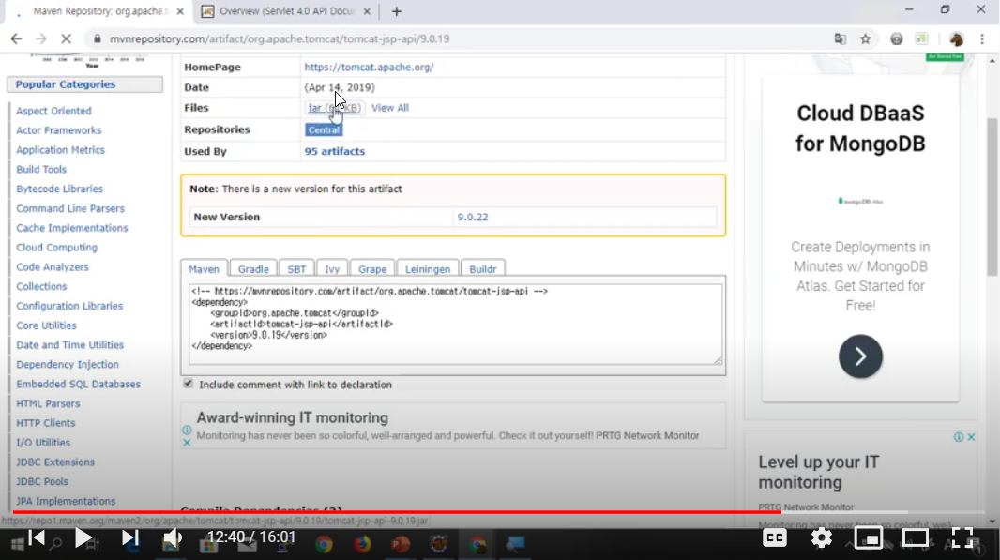 Maven Repository: org.apache.t
Overview (Servlet 4.0 API Docu
mvnrepository.com/artifact/org.apache.tomcat/tomcat-jsp-api/9.0.19
Year
Popular Categories
Aspect Oriented
Actor Frameworks
Application Metrics
Build Tools
Bytecode Libraries
Command Line Parsers
Cache Implementations
Cloud Computing
Code Analyzers
Collections
Configuration Libraries
Core Utilities
Date and Time Utilities
Dependency Injection
Embedded SQL Databases
HTML Parsers
HTTP Clients
I/O Utilities
JDBC Extensions
JDBC Pools
JPA Implementations
HomePage https://tomcat.apache.org/
Date (Apr 14, 2019)
Files jar KB) View All
Repositories Central
Used By 95 artifacts
Note: There is a new version for this artifact
New Version 9.0.22
Maven Gradle SBT Ivy Grape Leiningen Buildr
<!-- https://mvnrepository.com/artifact/org.apache.tomcat/tomcat-jsp-api -->
<dependency>
<groupId>org.apache.tomcat</groupId>
<artifactId>tomcat-jsp-api</artifactId>
<version>9.0.19</version>
</dependency>
Include comment with link to declaration
Award-winning IT monitoring
Monitoring has never been so colorful, well-arranged and powerful. Check it out yourself! PRTG Network Monitor
Compile Dependencies (2)
Cloud DBaaS
for MongoDB
mongoDB Atlas
Create Deployments in
Minutes w/ MongoDB
Atlas. Get Started for
Free!
Level up your IT
monitoring
PRTG Network Monitor
Monitoring has never been so colorful, well-
https://repo1.maven.org/maven2/org/apache/tomcat/tomcat-jsp-api/9.0.19/tomcat-jsp-api-9.0.19.jar
12:40 / 16:01
CC